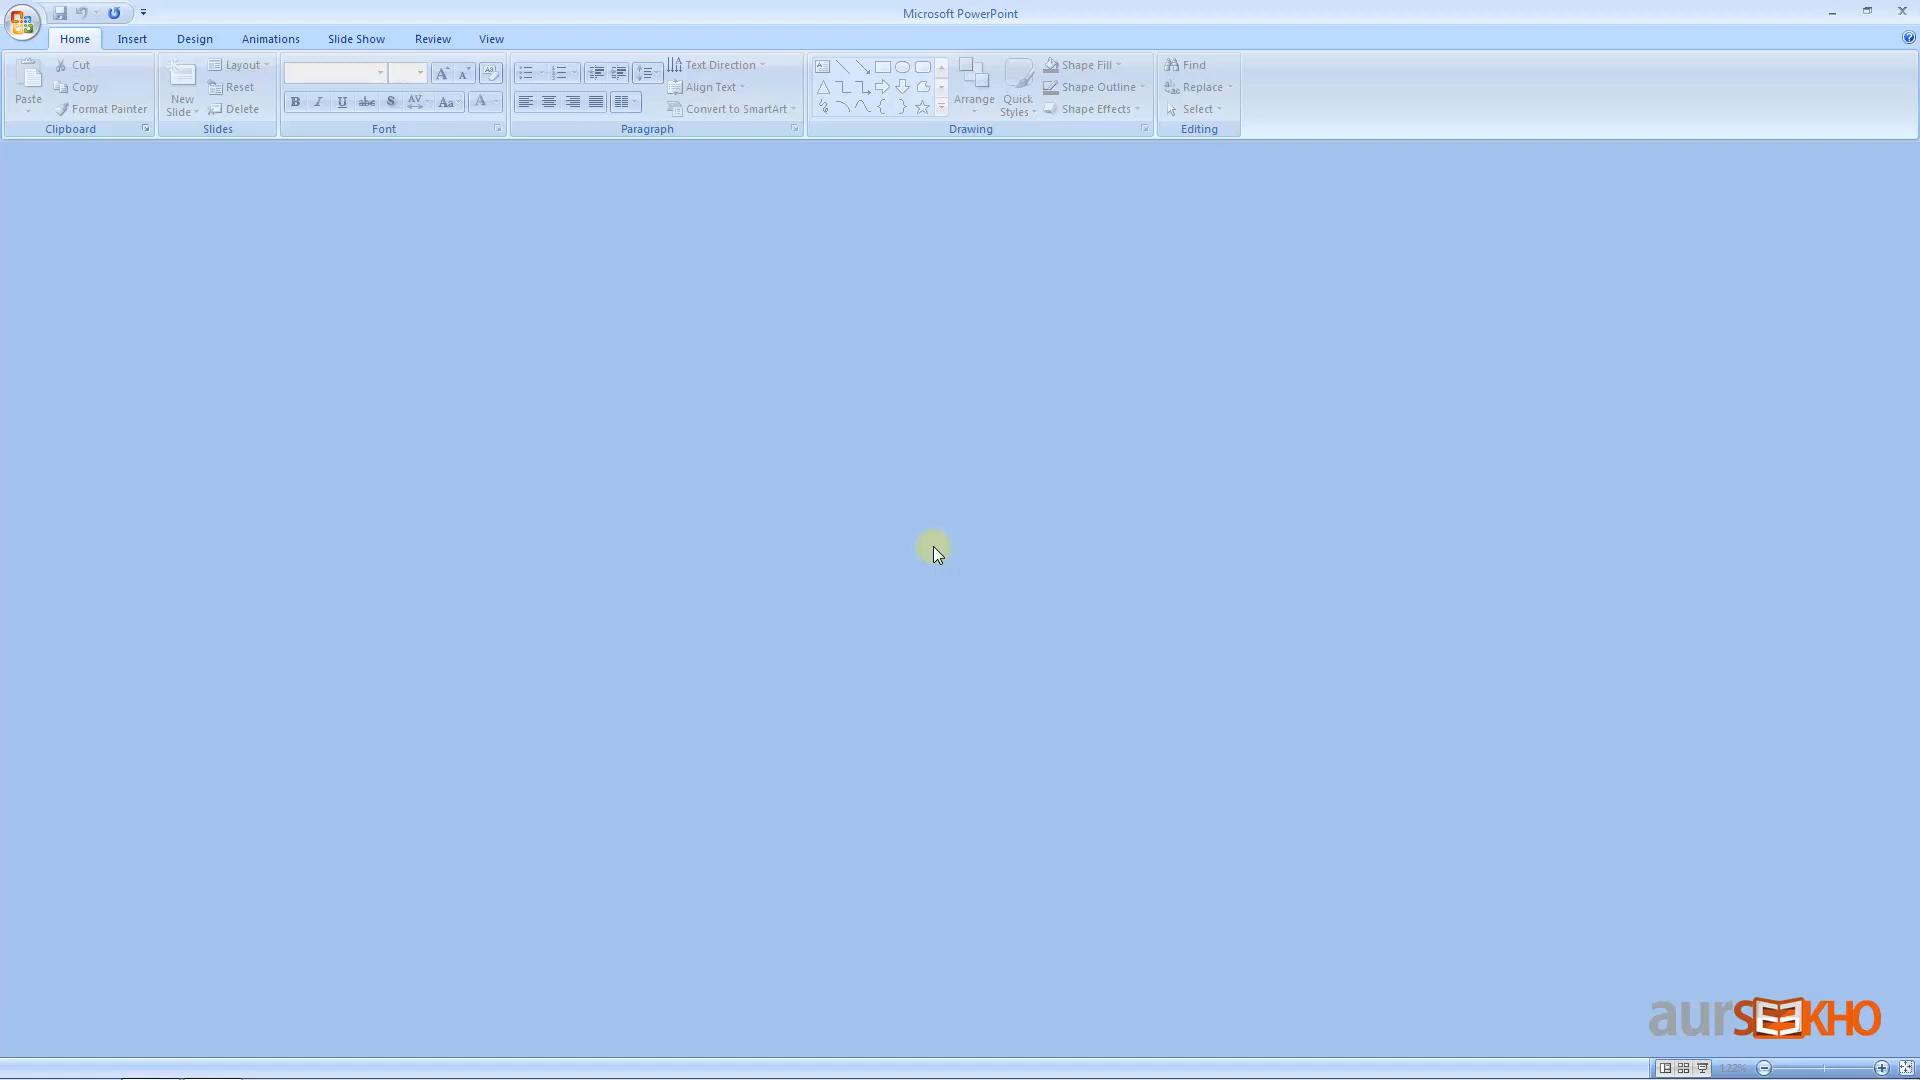 Microsoft PowerPoint
Home Insert Design Animations Slide Show Review View
Paste
Cut
Copy
Format Painter
Clipboard
New
Slide
Layout
Reset
Delete
Slides
Font
Text Direction
Align Text
Convert to SmartArt
Paragraph
Arrange
Quick
Styles
Shape Fill
Shape Outline
Shape Effects
Drawing
Find
Replace
Select
Editing
aurSEEKHO
122%